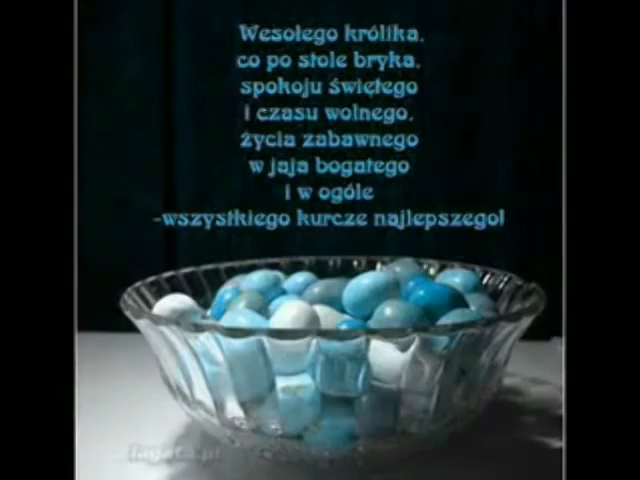 Wesołego królika,
co po stole bryka,
spokoju świętego
i czasu wolnego,
życia zabawnego
w jaja bogatego
i w ogóle
-wszystkiego kurcze najlepszego!